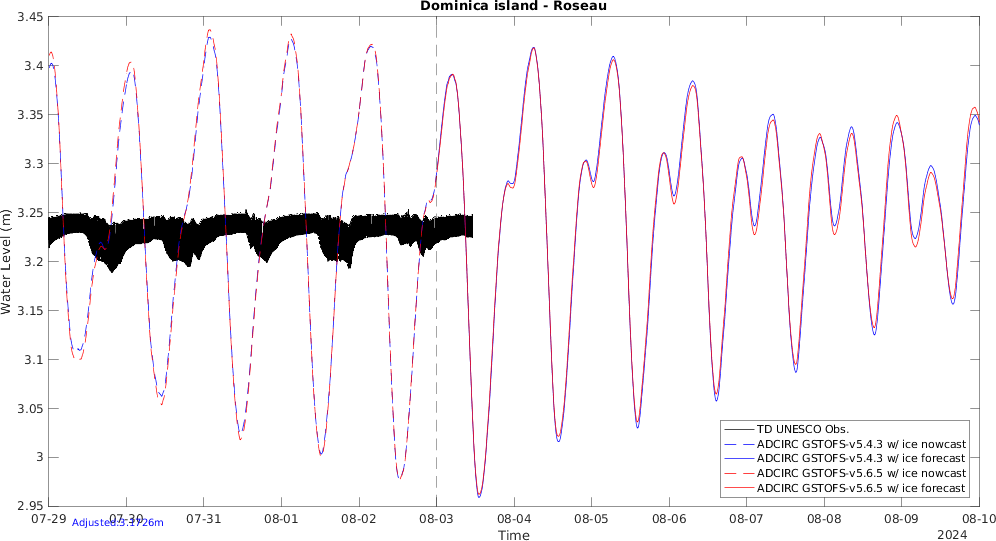 Dominica island - Roseau
3.45
3.4
3.35
3.3
3.25
3.2
3.15
3.1
3.05
3
2.95
Water Level (m)
07-29 07-30 07-31 08-01 08-02 08-03 08-04 08-05 08-06 08-07 08-08 08-09 08-10
Adjusted:3.1726m
Time
2024
TD UNESCO Obs.
ADCIRC GSTOFS-v5.4.3 w/ ice nowcast
ADCIRC GSTOFS-v5.4.3 w/ ice forecast
ADCIRC GSTOFS-v5.6.5 w/ ice nowcast
ADCIRC GSTOFS-v5.6.5 w/ ice forecast